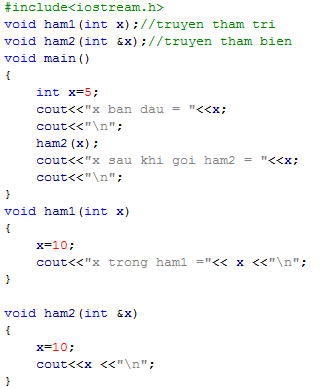 #include<iostream.h>
void ham1(int x);//truyen tham tri
void ham2(int &x);//truyen tham bien
void main()
{
    int x=5;
    cout<<"x ban dau = "<<x;
    cout<<"\n";
    ham2(x);
    cout<<"x sau khi goi ham2 = "<<x;
    cout<<"\n";
}
void ham1(int x)
{
    x=10;
    cout<<"x trong ham1 ="<< x <<"\n";
}

void ham2(int &x)
{
    x=10;
    cout<<x <<"\n";
}